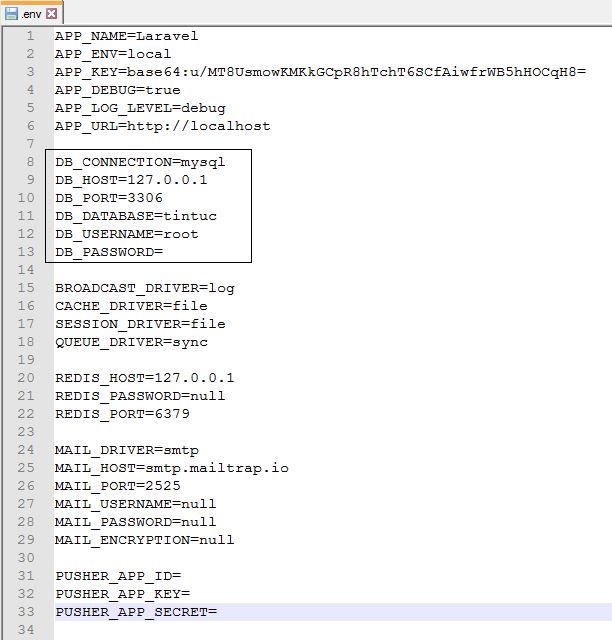 .env
1 APP_NAME=Laravel
2 APP_ENV=local
3 APP_KEY=base64:u/MT8UsmowKMKkGCpR8hTchT6SCfAiwfrWB5hHOCqH8=
4 APP_DEBUG=true
5 APP_LOG_LEVEL=debug
6 APP_URL=http://localhost
7
8 DB_CONNECTION=mysql
9 DB_HOST=127.0.0.1
10 DB_PORT=3306
11 DB_DATABASE=tintuc
12 DB_USERNAME=root
13 DB_PASSWORD=
14
15 BROADCAST_DRIVER=log
16 CACHE_DRIVER=file
17 SESSION_DRIVER=file
18 QUEUE_DRIVER=sync
19
20 REDIS_HOST=127.0.0.1
21 REDIS_PASSWORD=null
22 REDIS_PORT=6379
23
24 MAIL_DRIVER=smtp
25 MAIL_HOST=smtp.mailtrap.io
26 MAIL_PORT=2525
27 MAIL_USERNAME=null
28 MAIL_PASSWORD=null
29 MAIL_ENCRYPTION=null
30
31 PUSHER_APP_ID=
32 PUSHER_APP_KEY=
33 PUSHER_APP_SECRET=
34